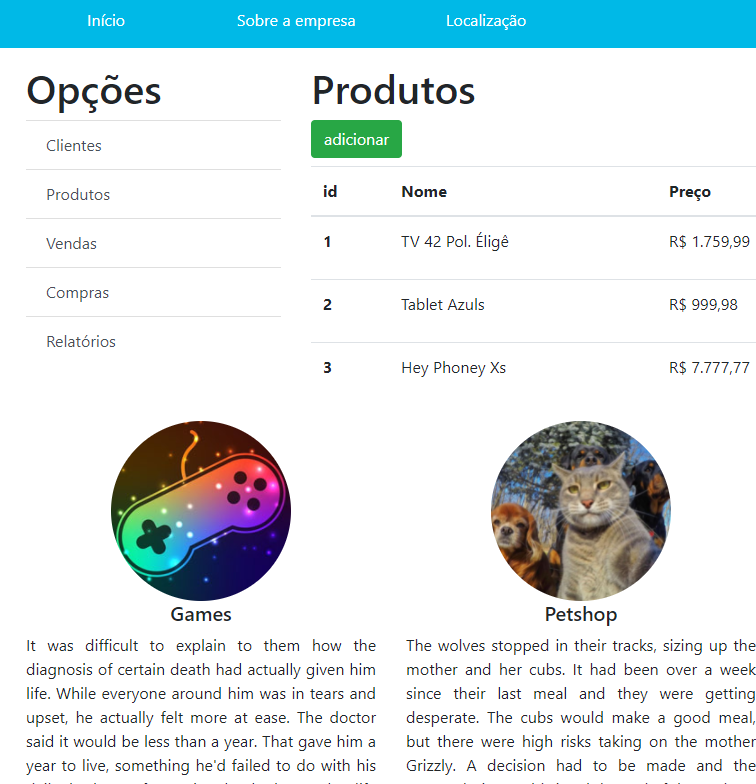 Início Sobre a empresa Localização
Opções
Clientes
Produtos
Vendas
Compras
Relatórios
Produtos
adicionar
id Nome Preço
1 TV 42 Pol. Éligê R$ 1.759,99
2 Tablet Azuls R$ 999,98
3 Hey Phoney Xs R$ 7.777,77
Games
It was difficult to explain to them how the
diagnosis of certain death had actually given him
life. While everyone around him was in tears and
upset, he actually felt more at ease. The doctor
said it would be less than a year. That gave him a
year to live, something he'd failed to do with his
Petshop
The wolves stopped in their tracks, sizing up the
mother and her cubs. It had been over a week
since their last meal and they were getting
desperate. The cubs would make a good meal,
but there were high risks taking on the mother
Grizzly. A decision had to be made and the